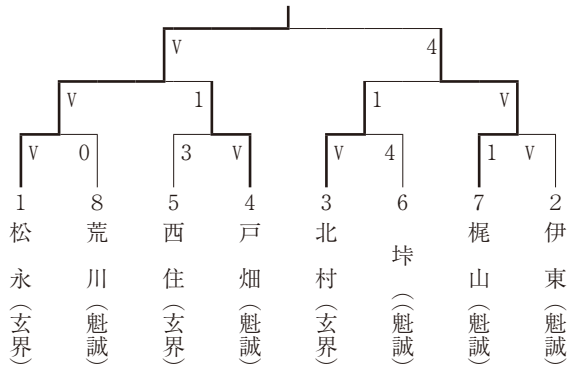 V 4
V 1 1 V
V 0 3 V V 4 1 V
1 8 5 4 3 6 7 2
松永（玄界）
荒川（魁誠）
西住（玄界）
戸畑（魁誠）
北村（玄界）
垰（（魁誠）
梶山（魁誠）
伊東（魁誠）